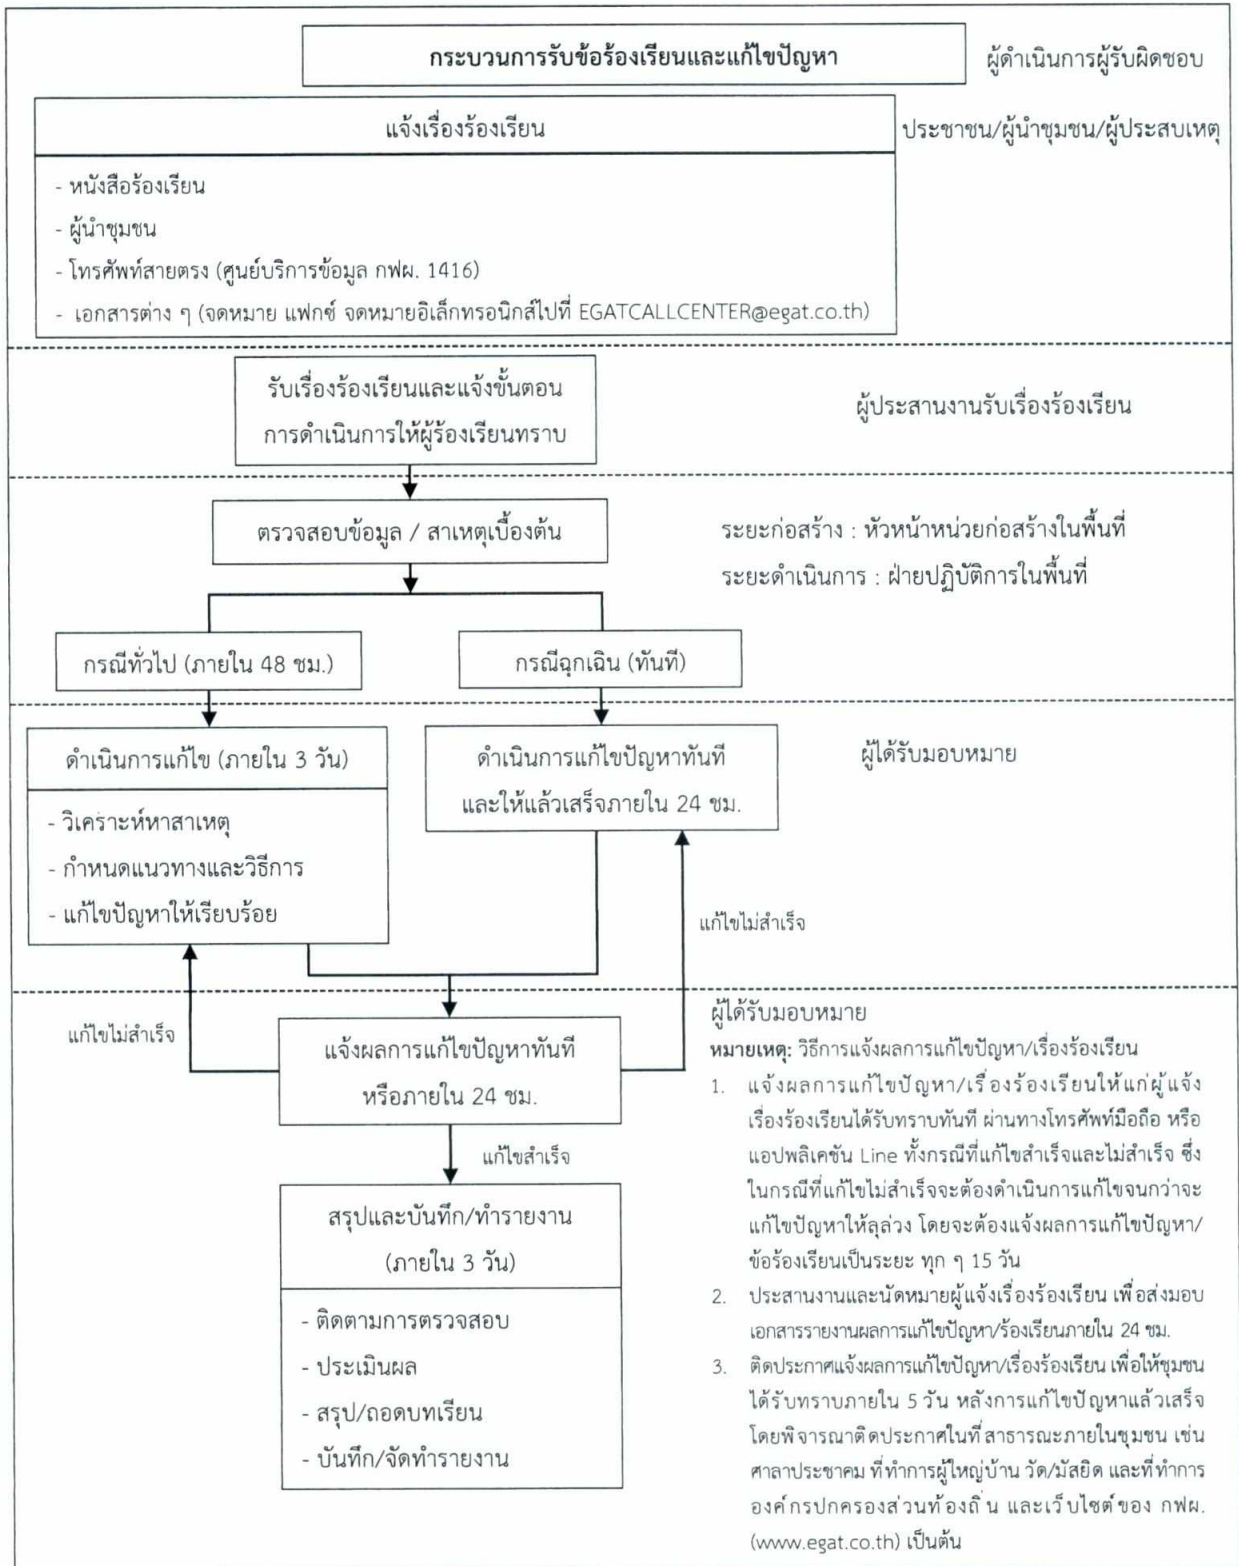 กระบวนการรับข้อร้องเรียนและแก้ไขปัญหา
ผู้ดำเนินการผู้รับผิดชอบ
แจ้งเรื่องร้องเรียน
ประชาชน/ผู้นำชุมชน/ผู้ประสบเหตุ
- หนังสือร้องเรียน
- ผู้นำชุมชน
- โทรศัพท์สายตรง (ศูนย์บริการข้อมูล กฟผ. 1416)
- เอกสารต่าง ๆ (จดหมาย แฟกซ์ จดหมายอิเล็กทรอนิกส์ไปที่ EGATCALLCENTER@egat.co.th)
รับเรื่องร้องเรียนและแจ้งขั้นตอน
การดำเนินการให้ผู้ร้องเรียนทราบ
ผู้ประสานงานรับเรื่องร้องเรียน
ตรวจสอบข้อมูล / สาเหตุเบื้องต้น
ระยะก่อสร้าง : หัวหน้าหน่วยก่อสร้างในพื้นที่
ระยะดำเนินการ : ฝ่ายปฏิบัติการในพื้นที่
กรณีทั่วไป (ภายใน 48 ชม.)
กรณีฉุกเฉิน (ทันที)
ดำเนินการแก้ไข (ภายใน 3 วัน)
- วิเคราะห์หาสาเหตุ
- กำหนดแนวทางและวิธีการ
- แก้ไขปัญหาให้เรียบร้อย
ดำเนินการแก้ไขปัญหาทันที
และให้แล้วเสร็จภายใน 24 ชม.
ผู้ได้รับมอบหมาย
แก้ไขไม่สำเร็จ
แก้ไขไม่สำเร็จ
แจ้งผลการแก้ไขปัญหาทันที
หรือภายใน 24 ชม.
แก้ไขสำเร็จ
สรุปและบันทึก/ทำรายงาน
(ภายใน 3 วัน)
- ติดตามการตรวจสอบ
- ประเมินผล
- สรุป/ถอดบทเรียน
- บันทึก/จัดทำรายงาน
ผู้ได้รับมอบหมาย
หมายเหตุ: วิธีการแจ้งผลการแก้ไขปัญหา/เรื่องร้องเรียน
1. แจ้งผลการแก้ไขปัญหา/เรื่องร้องเรียนให้แก่ผู้แจ้ง
เรื่องร้องเรียนได้รับทราบทันที ผ่านทางโทรศัพท์มือถือ หรือ
แอปพลิเคชัน Line ทั้งกรณีที่แก้ไขสำเร็จและไม่สำเร็จ ซึ่ง
ในกรณีที่แก้ไขไม่สำเร็จจะต้องดำเนินการแก้ไขจนกว่าจะ
แก้ไขปัญหาให้ลุล่วง โดยจะต้องแจ้งผลการแก้ไขปัญหา/
ข้อร้องเรียนเป็นระยะ ทุก ๆ 15 วัน
2. ประสานงานและนัดหมายผู้แจ้งเรื่องร้องเรียน เพื่อส่งมอบ
เอกสารรายงานผลการแก้ไขปัญหา/ร้องเรียนภายใน 24 ชม.
3. ติดประกาศแจ้งผลการแก้ไขปัญหา/เรื่องร้องเรียน เพื่อให้ชุมชน
ได้รับทราบภายใน 5 วัน หลังการแก้ไขปัญหาแล้วเสร็จ
โดยพิจารณาติดประกาศในที่สาธารณะภายในชุมชน เช่น
ศาลาประชาคม ที่ทำการผู้ใหญ่บ้าน วัด/มัสยิด และที่ทำการ
องค์กรปกครองส่วนท้องถิ่น และเว็บไซต์ของ กฟผ.
(www.egat.co.th) เป็นต้น